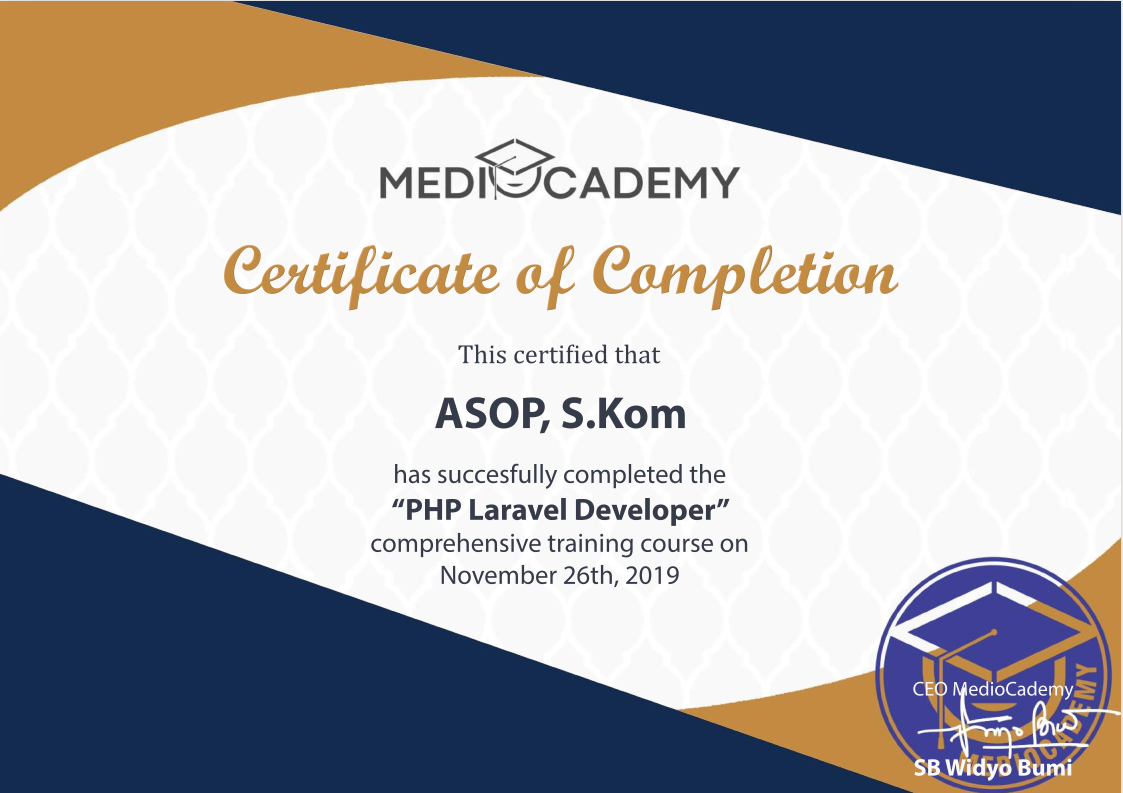 MEDIOCADEMY
Certificate of Completion
This certified that
ASOP, S.Kom
has succesfully completed the
“PHP Laravel Developer”
comprehensive training course on
November 26th, 2019
MEDIOCADEMY
CEO MedioCademy
SB Widyo Bumi